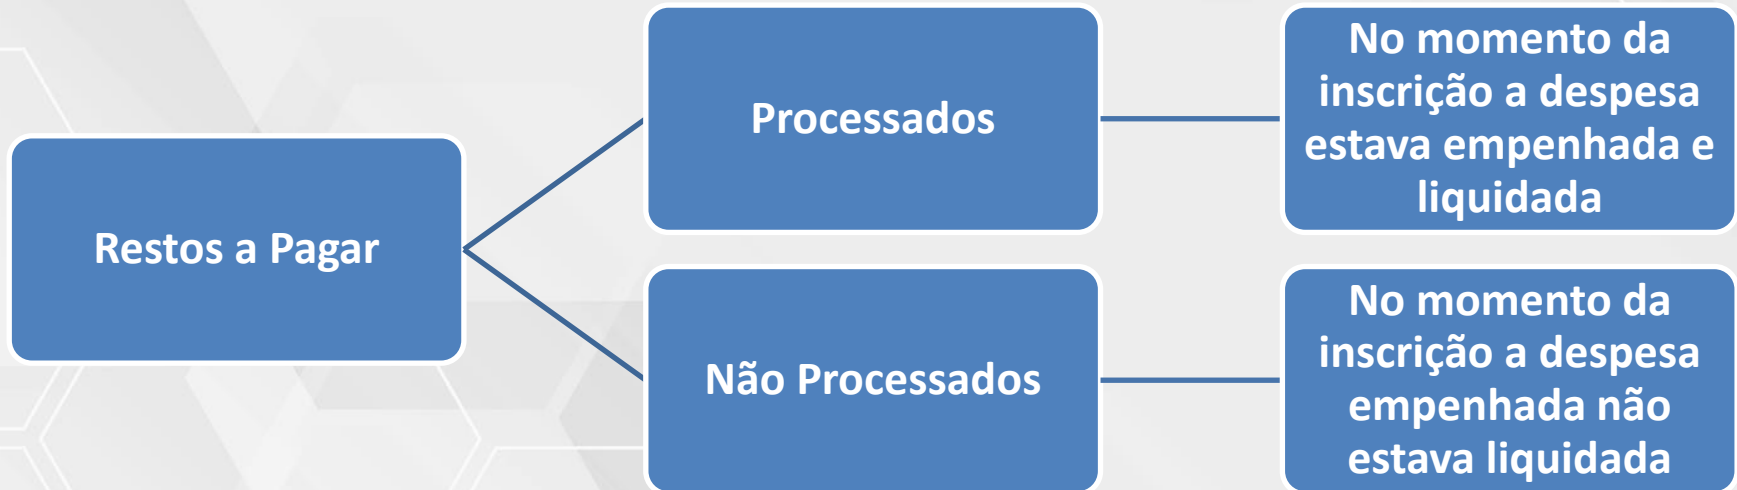 Restos a Pagar
Processados
No momento da
inscrição a despesa
estava empenhada e
liquidada
Não Processados
No momento da
inscrição a despesa
empenhada não
estava liquidada